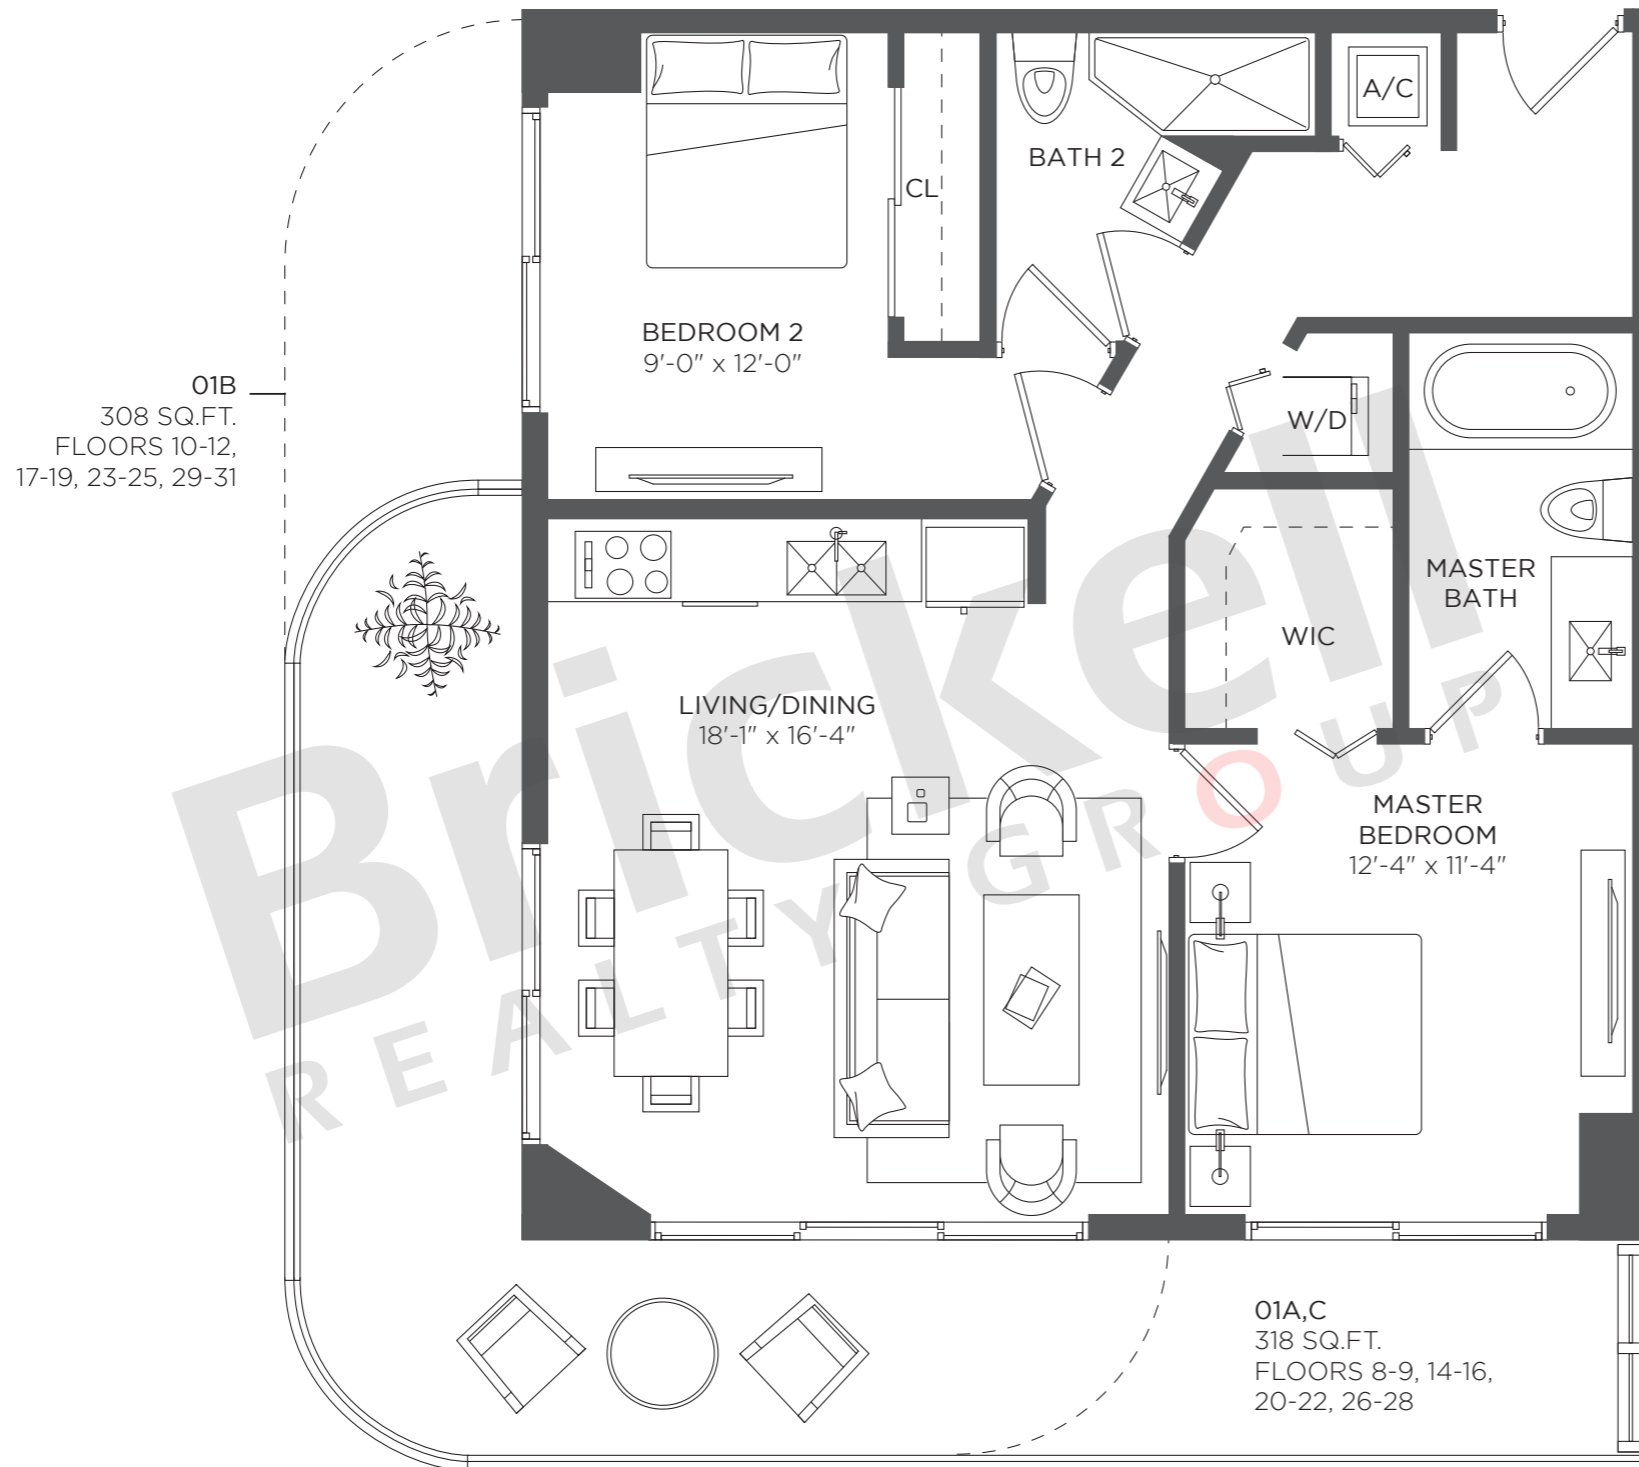 A/C
BATH 2
CL
BEDROOM 2
9'-0" x 12'-0"
01B
308 SQ.FT.
FLOORS 10-12,
17-19, 23-25, 29-31
W/D
MASTER
BATH
WIC
LIVING/DINING
18'-1" x 16'-4"
MASTER
BEDROOM
12'-4" x 11'-4"
Brickell
REALTY GROUP
01A,C
318 SQ.FT.
FLOORS 8-9, 14-16,
20-22, 26-28